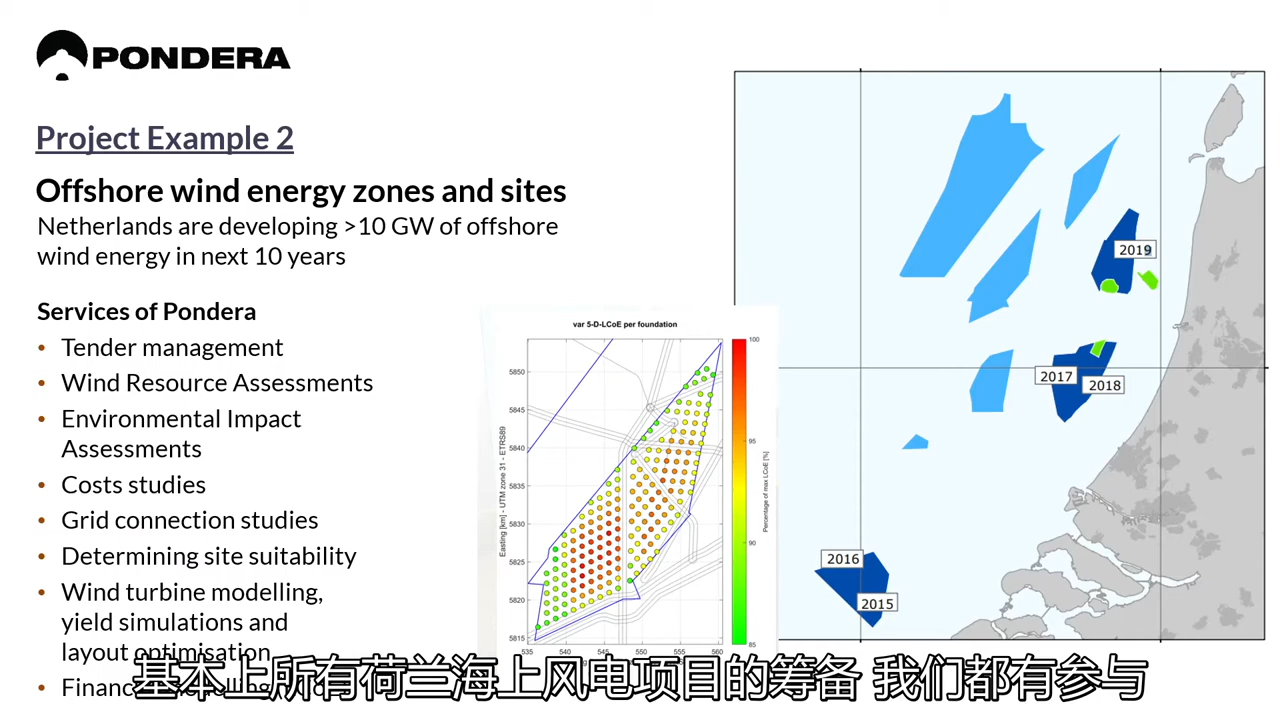 PONDERA
Project Example 2
Offshore wind energy zones and sites
Netherlands are developing >10 GW of offshore
wind energy in next 10 years
Services of Pondera
• Tender management
• Wind Resource Assessments
• Environmental Impact
Assessments
• Costs studies
• Grid connection studies
• Determining site suitability
• Wind turbine modelling,
yield simulations and
layout optimisation
var 5-D-LCoE per foundation
Easting [km] - UTM zone 31 - ETRS89
5850
5845
5840
5835
5830
5825
5820
5815
535
540
545
550
555
560
100
95
90
85
Percentage of max LCoE [%]
2019
2017
2018
2016
2015
基本上所有荷兰海上风电项目的筹备 我们都有参与